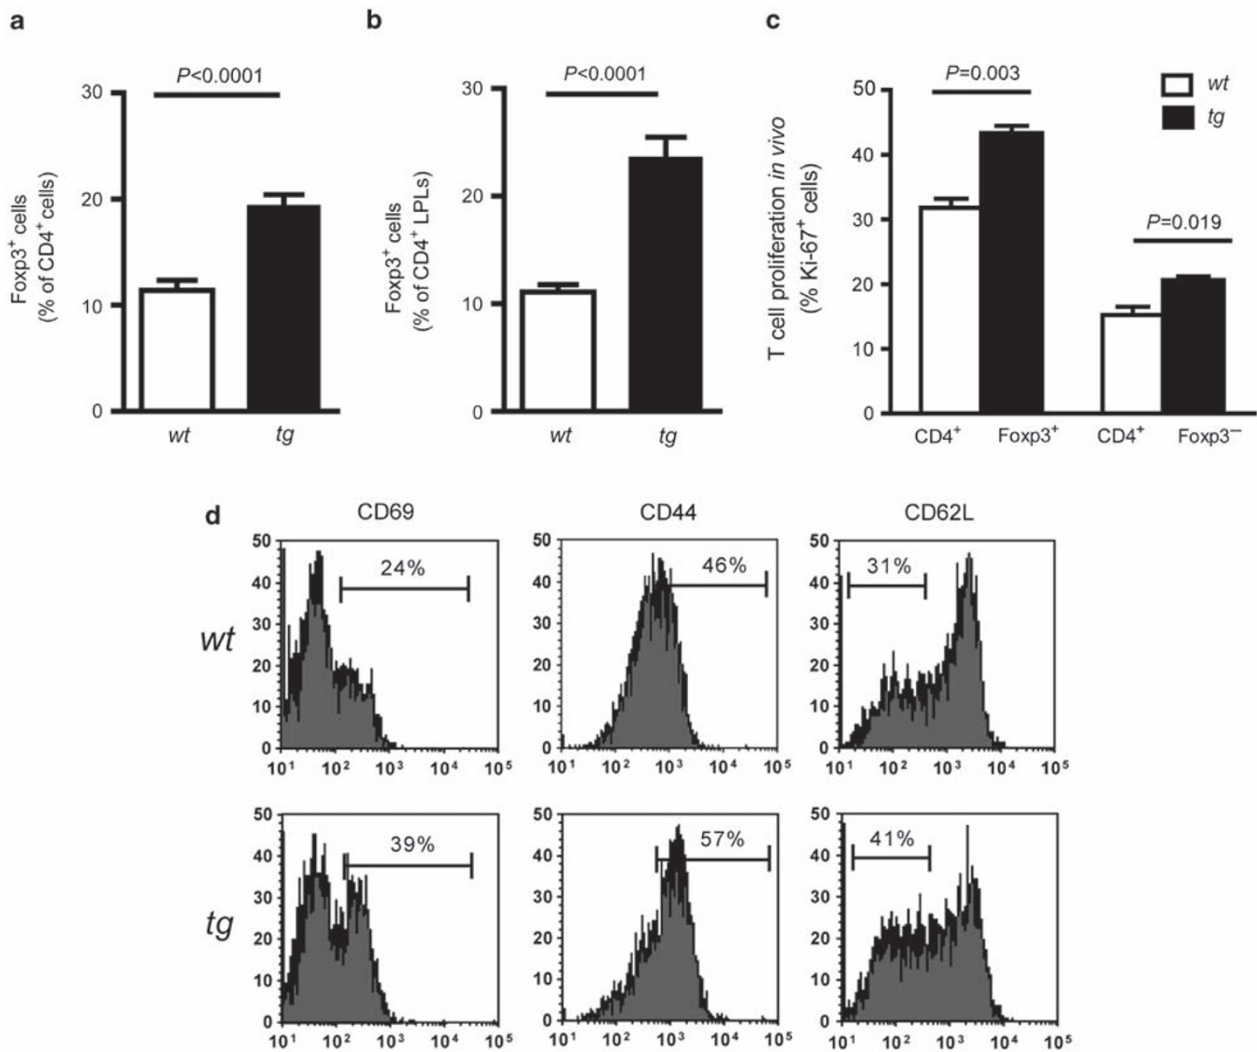 a
P<0.0001
Foxp3⁺ cells
(% of CD4⁺ cells)
30
20
10
0
wt
tg
b
P<0.0001
Foxp3⁺ cells
(% of CD4⁺ LPLs)
30
20
10
0
wt
tg
c
P=0.003
P=0.019
wt
tg
T cell proliferation in vivo
(% Ki-67⁺ cells)
50
40
30
20
10
0
CD4⁺ Foxp3⁺ CD4⁺ Foxp3⁻
d
CD69 CD44 CD62L
wt
50
40
30
20
10
0
24%
10¹ 10² 10³ 10⁴ 10⁵
50
40
30
20
10
0
46%
10¹ 10² 10³ 10⁴ 10⁵
50
40
30
20
10
0
31%
10¹ 10² 10³ 10⁴ 10⁵
tg
50
40
30
20
10
0
39%
10¹ 10² 10³ 10⁴ 10⁵
50
40
30
20
10
0
57%
10¹ 10² 10³ 10⁴ 10⁵
50
40
30
20
10
0
41%
10¹ 10² 10³ 10⁴ 10⁵